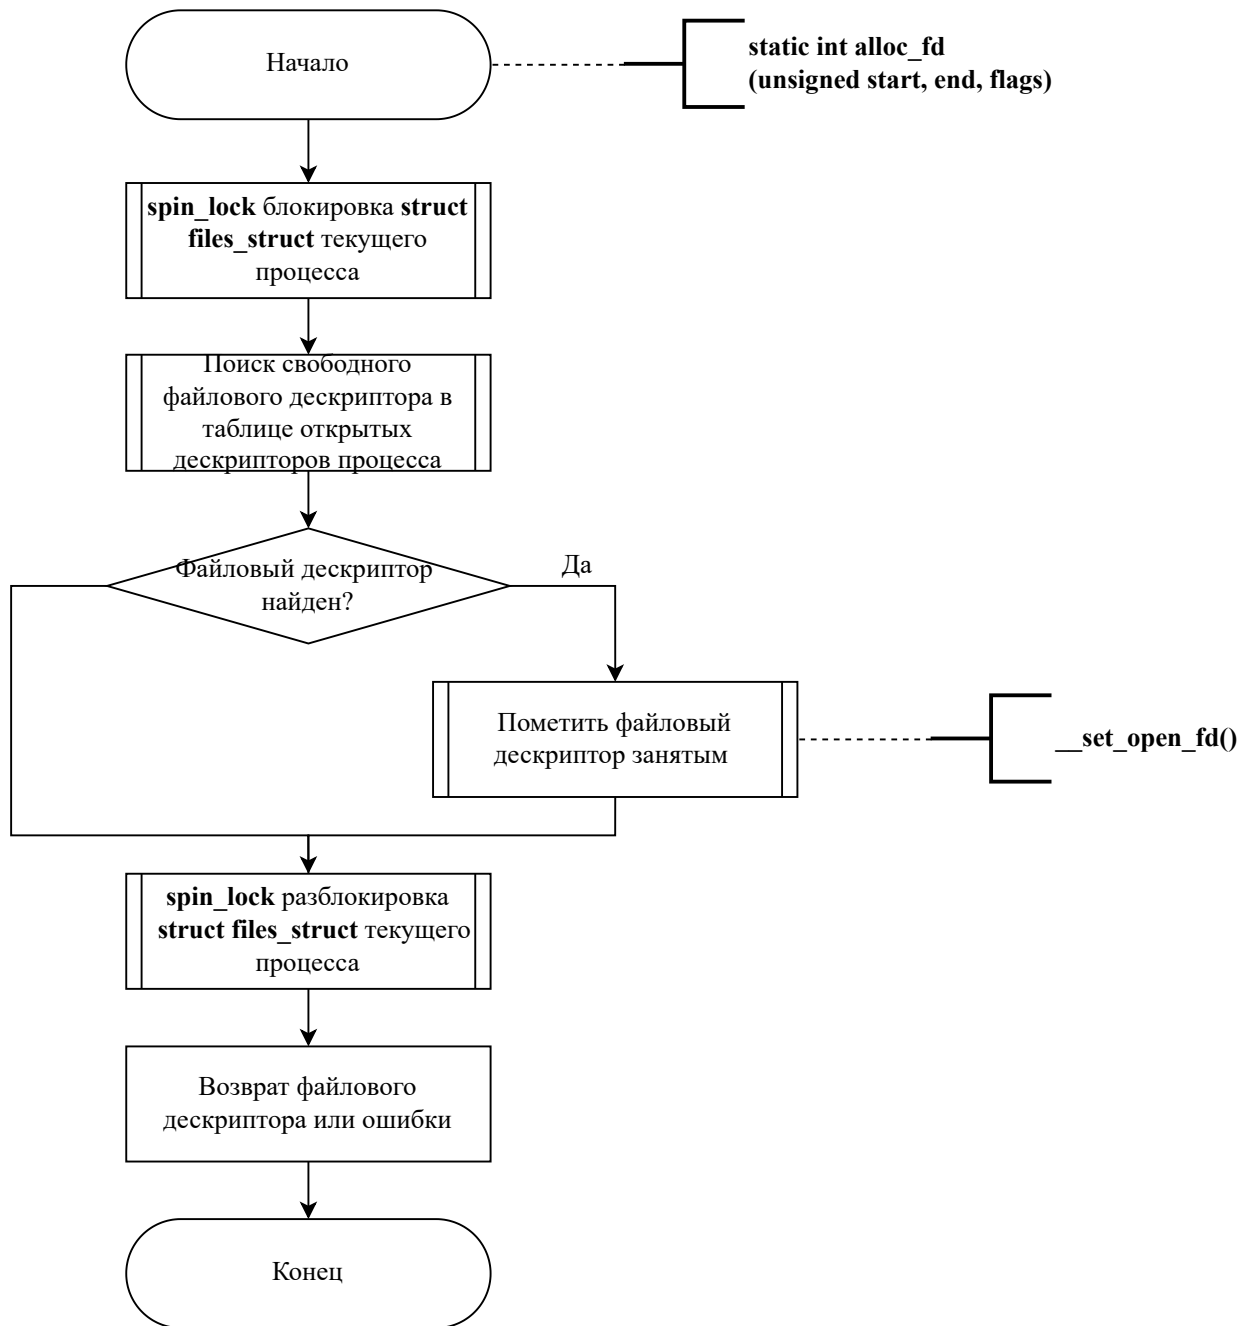 Начало
static int alloc_fd
(unsigned start, end, flags)
spin_lock блокировка struct
files_struct текущего
процесса
Поиск свободного
файлового дескриптора в
таблице открытых
дескрипторов процесса
Файловый дескриптор
найден?
Да
Пометить файловый
дескриптор занятым
__set_open_fd()
spin_lock разблокировка
struct files_struct текущего
процесса
Возврат файлового
дескриптора или ошибки
Конец